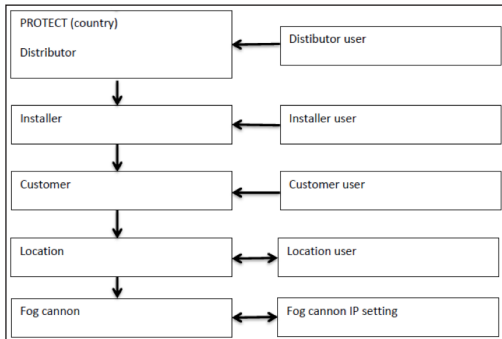 PROTECT (country)
Distributor
Distibutor user
Installer
Installer user
Customer
Customer user
Location
Location user
Fog cannon
Fog cannon IP setting